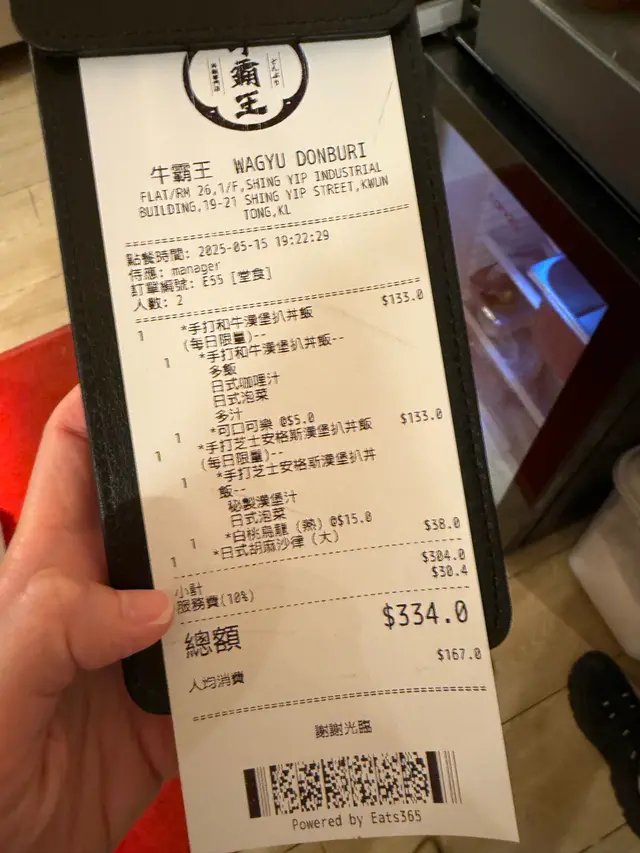 霸
王
どんぶり
牛霸王 WAGYU DONBURI
FLAT/RM 26,1/F,SHING YIP INDUSTRIAL
BUILDING,19-21 SHING YIP STREET,KWUN
TONG,KL
點餐時間: 2025-05-15 19:22:29
侍應: manager
訂單編號: E55 [堂食]
人數: 2
1 *手打和牛漢堡扒丼飯 $133.0
(每日限量)--
1 *手打和牛漢堡扒丼飯--
多飯
日式咖哩汁
日式泡菜
多汁
1 *可口可樂 @$5.0
1 *手打芝士安格斯漢堡扒丼飯 $133.0
(每日限量)--
1 *手打芝士安格斯漢堡扒丼
飯--
秘製漢堡汁
日式泡菜
1 *白桃烏龍 (熱) @$15.0
1 *日式胡麻沙律 (大) $38.0
小計 $304.0
服務費(10%) $30.4
總額 $334.0
人均消費 $167.0
謝謝光臨
Powered by Eats365